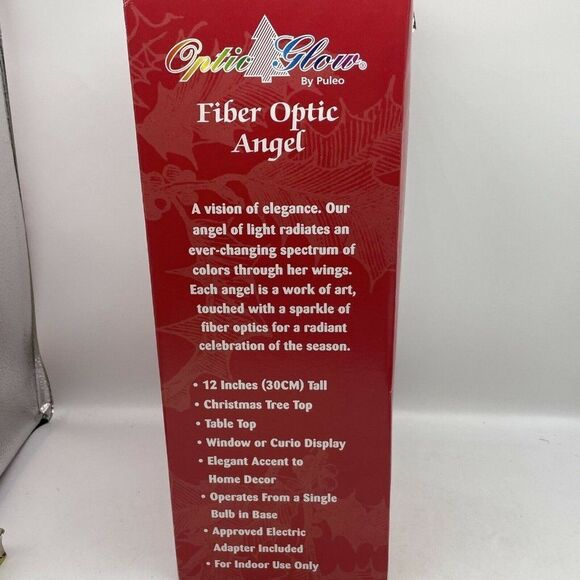 Optic Glow®
By Puleo
Fiber Optic
Angel
A vision of elegance. Our
angel of light radiates an
ever-changing spectrum of
colors through her wings.
Each angel is a work of art,
touched with a sparkle of
fiber optics for a radiant
celebration of the season.
• 12 Inches (30CM) Tall
• Christmas Tree Top
• Table Top
• Window or Curio Display
• Elegant Accent to
Home Decor
• Operates From a Single
Bulb in Base
• Approved Electric
Adapter Included
• For Indoor Use Only